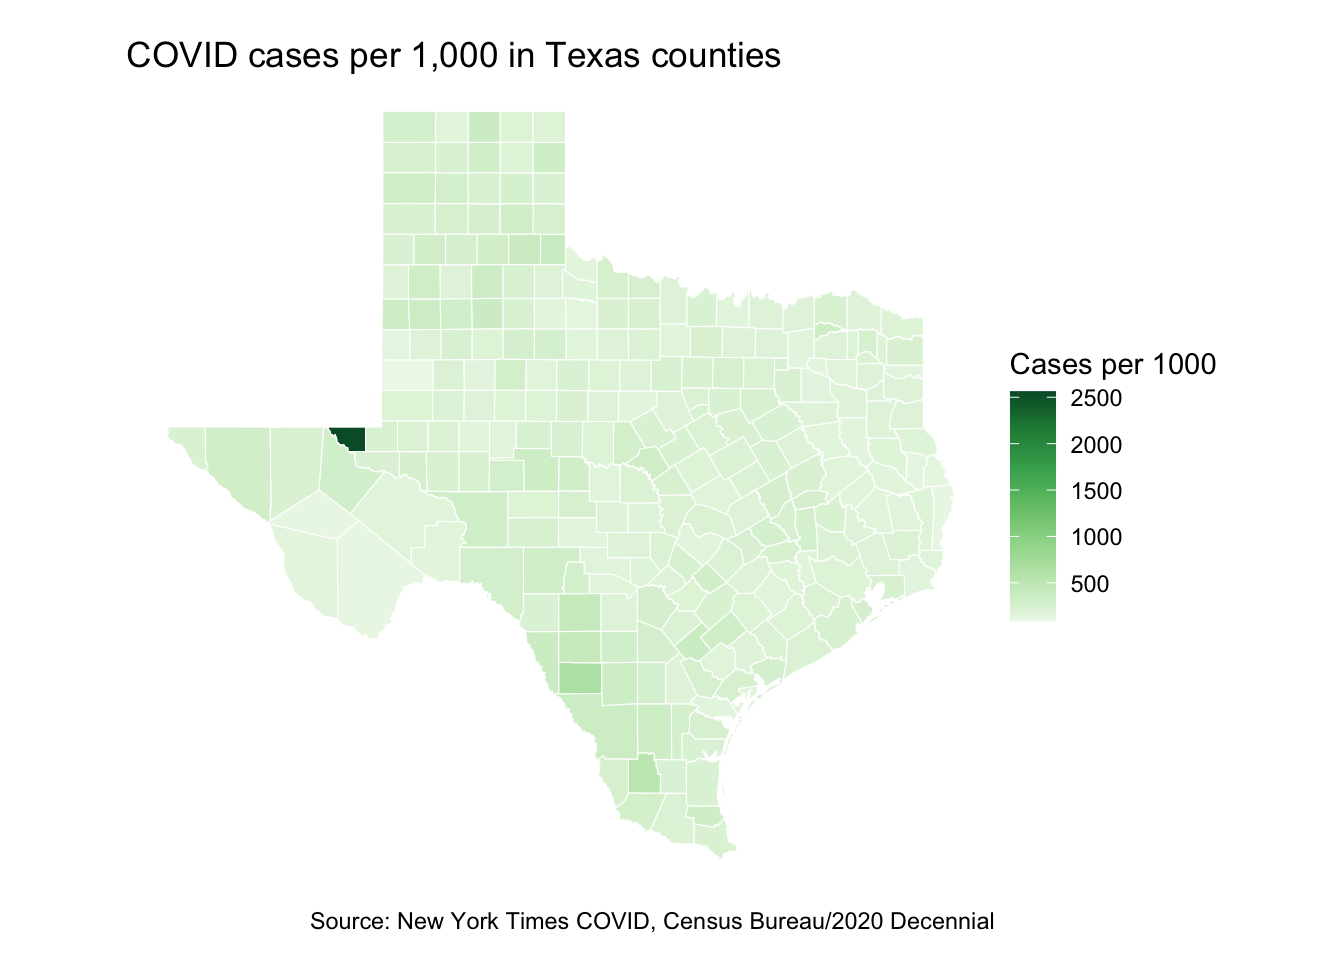 COVID cases per 1,000 in Texas counties
Cases per 1000
2500
2000
1500
1000
500
Source: New York Times COVID, Census Bureau/2020 Decennial